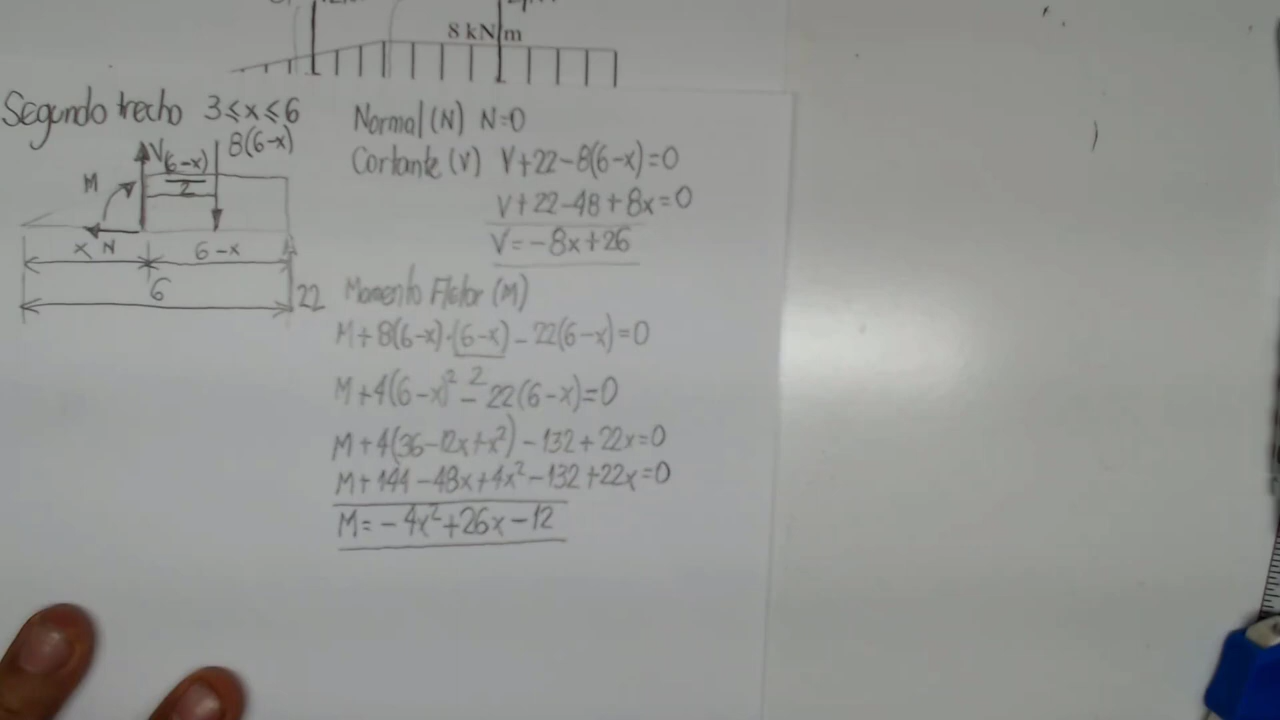 8 kN/m
Segundo trecho 3≤x≤6
V (6-x)/2 8(6-x)
M
x N 6-x
6
22
Normal (N) N=0
Cortante (V) V+22-8(6-x)=0
V+22-48+8x=0
V=-8x+26
Momento Fletor (M)
M+8(6-x)·(6-x)/2-22(6-x)=0
M+4(6-x)²-22(6-x)=0
M+4(36-12x+x²)-132+22x=0
M+144-48x+4x²-132+22x=0
M=-4x²+26x-12